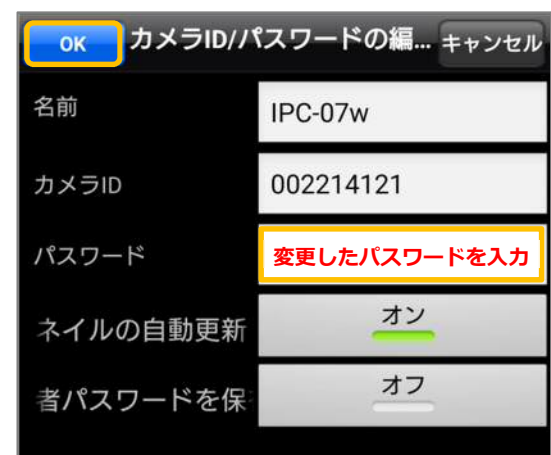 OK カメラID/パスワードの編... キャンセル
名前 IPC-07w
カメラID 002214121
パスワード 変更したパスワードを入力
ネイルの自動更新 オン
者パスワードを保 オフ